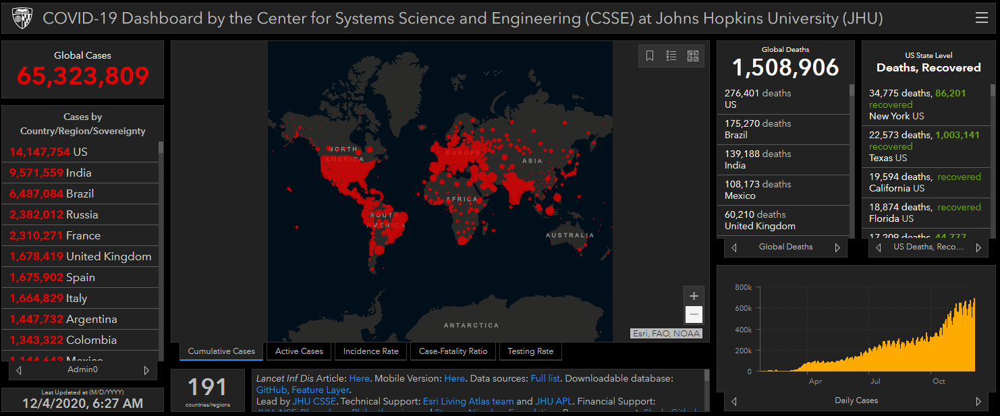 COVID-19 Dashboard by the Center for Systems Science and Engineering (CSSE) at Johns Hopkins University (JHU)
Global Cases
65,323,809
Cases by
Country/Region/Sovereignty
14,147,754 US
9,571,559 India
6,487,084 Brazil
2,382,012 Russia
2,310,271 France
1,678,419 United Kingdom
1,675,902 Spain
1,664,829 Italy
1,447,732 Argentina
1,343,322 Colombia
1,144,643 Mexico
Admin0
Last Updated at (M/D/YYYY)
12/4/2020, 6:27 AM
NORTH
AMERICA
EUROPE
ASIA
AFRICA
SOUTH
AMERICA
AUSTRALIA
ANTARCTICA
+
−
Esri, FAO, NOAA
Cumulative Cases
Active Cases
Incidence Rate
Case-Fatality Ratio
Testing Rate
191
countries/regions
Lancet Inf Dis Article: Here. Mobile Version: Here. Data sources: Full list. Downloadable database:
GitHub, Feature Layer.
Lead by JHU CSSE. Technical Support: Esri Living Atlas team and JHU APL. Financial Support:
Global Deaths
1,508,906
276,401 deaths
US
175,270 deaths
Brazil
139,188 deaths
India
108,173 deaths
Mexico
60,210 deaths
United Kingdom
Global Deaths
US State Level
Deaths, Recovered
34,775 deaths, 86,201
recovered
New York US
22,573 deaths, 1,003,141
recovered
Texas US
19,594 deaths, recovered
California US
18,874 deaths, recovered
Florida US
17,209 deaths, 44,777
US Deaths, Reco...
800k
600k
400k
200k
0
Apr
Jul
Oct
Daily Cases